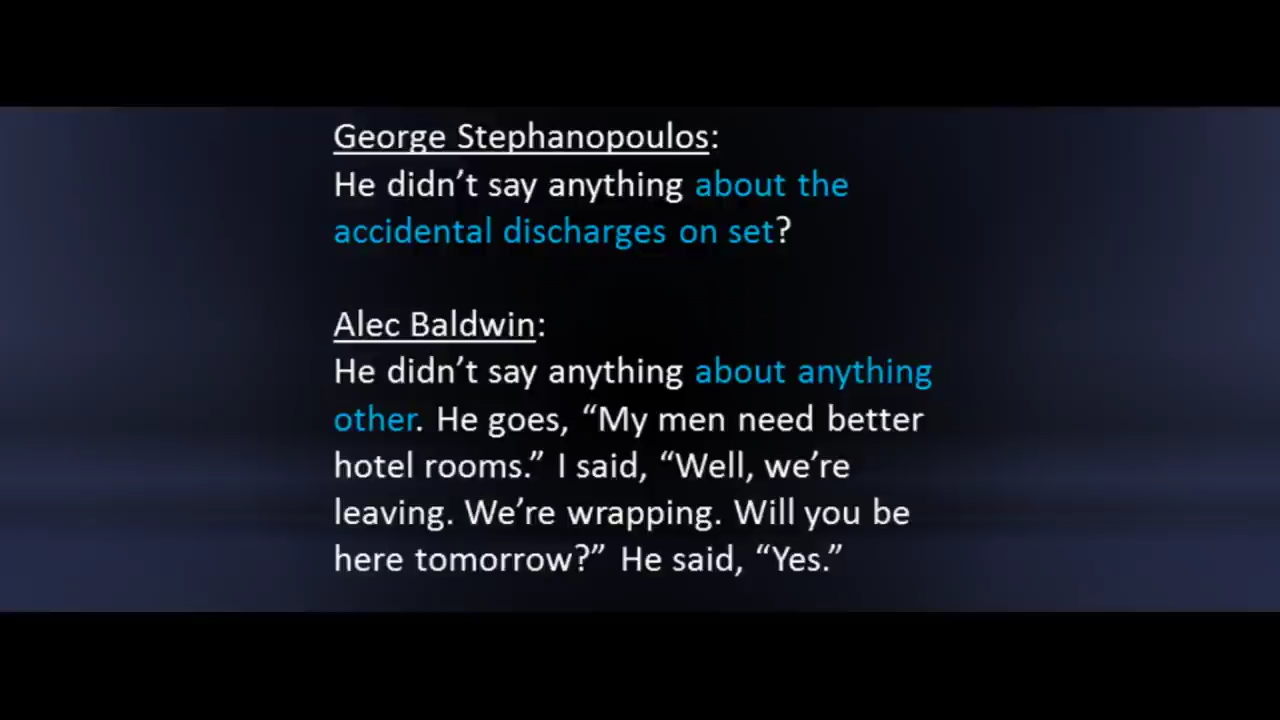 George Stephanopoulos:
He didn’t say anything about the
accidental discharges on set?
Alec Baldwin:
He didn’t say anything about anything
other. He goes, “My men need better
hotel rooms.” I said, “Well, we’re
leaving. We’re wrapping. Will you be
here tomorrow?” He said, “Yes.”